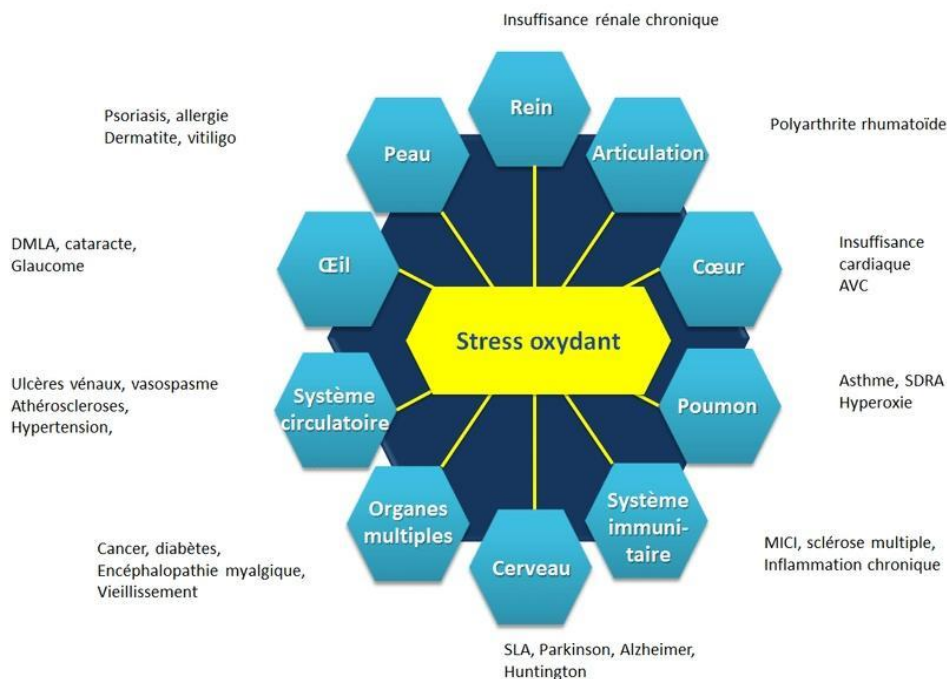 Insuffisance rénale chronique
Rein
Psoriasis, allergie
Dermatite, vitiligo
Peau
Articulation
Polyarthrite rhumatoïde
DMLA, cataracte,
Glaucome
Œil
Cœur
Insuffisance
cardiaque
AVC
Stress oxydant
Ulcères vénaux, vasospasme
Athéroscleroses,
Hypertension,
Système
circulatoire
Poumon
Asthme, SDRA
Hyperoxie
Organes
multiples
Système
immuni-
taire
Cerveau
Cancer, diabètes,
Encéphalopathie myalgique,
Vieillissement
MICI, sclérose multiple,
Inflammation chronique
SLA, Parkinson, Alzheimer,
Huntington